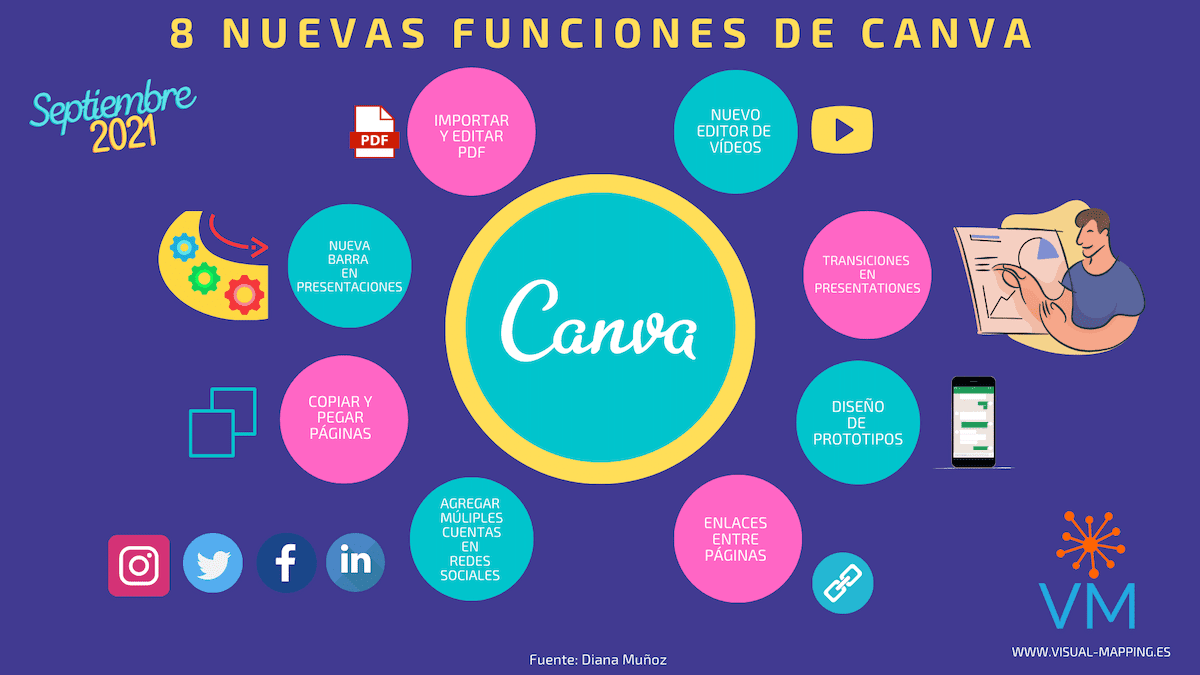 8 NUEVAS FUNCIONES DE CANVA
Septiembre
2021
PDF
IMPORTAR
Y EDITAR
PDF
NUEVO
EDITOR DE
VÍDEOS
NUEVA
BARRA
EN
PRESENTACIONES
TRANSICIONES
EN
PRESENTATIONES
Canva
COPIAR Y
PEGAR
PÁGINAS
DISEÑO
DE
PROTOTIPOS
AGREGAR
MÚLIPLES
CUENTAS
EN
REDES
SOCIALES
ENLACES
ENTRE
PÁGINAS
f
in
VM
WWW.VISUAL-MAPPING.ES
Fuente: Diana Muñoz